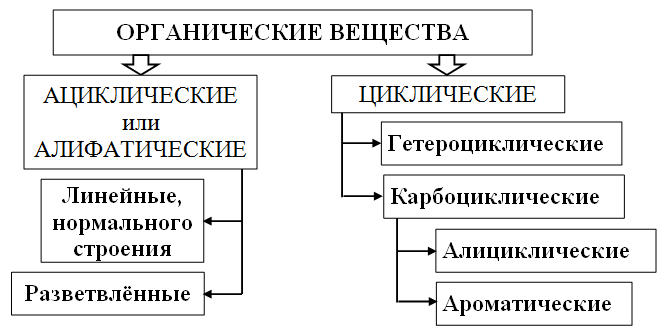 ОРГАНИЧЕСКИЕ ВЕЩЕСТВА
АЦИКЛИЧЕСКИЕ
или
АЛИФАТИЧЕСКИЕ
Линейные,
нормального
строения
Разветвлённые
ЦИКЛИЧЕСКИЕ
Гетероциклические
Карбоциклические
Алициклические
Ароматические